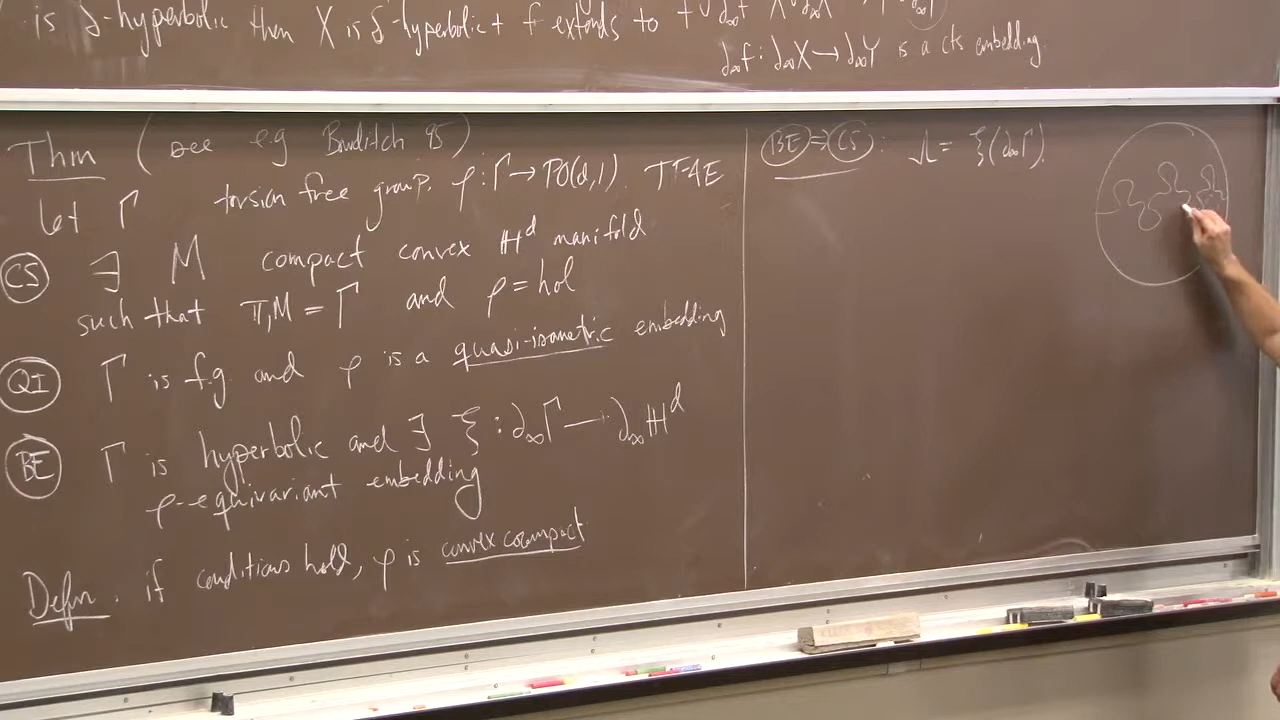 is δ-hyperbolic then X is δ'-hyperbolic + f extends to f∪∂∞f
∂∞f : ∂∞X → ∂∞Y is a cts embedding.
Thm (see e.g Bowditch 95)
Let Γ torsion free group. ρ : Γ → PO(d,1). TFAE
(CS) ∃ M compact convex ℍᵈ manifold
such that π₁M = Γ and ρ = hol
(QI) Γ is f.g and ρ is a quasi-isometric embedding
(BE) Γ is hyperbolic and ∃ ξ : ∂∞Γ → ∂∞ℍᵈ
ρ-equivariant embedding
Defn. if conditions hold, ρ is convex cocompact
(BE) ⇒ (CS) : Λ = ξ(∂∞Γ).